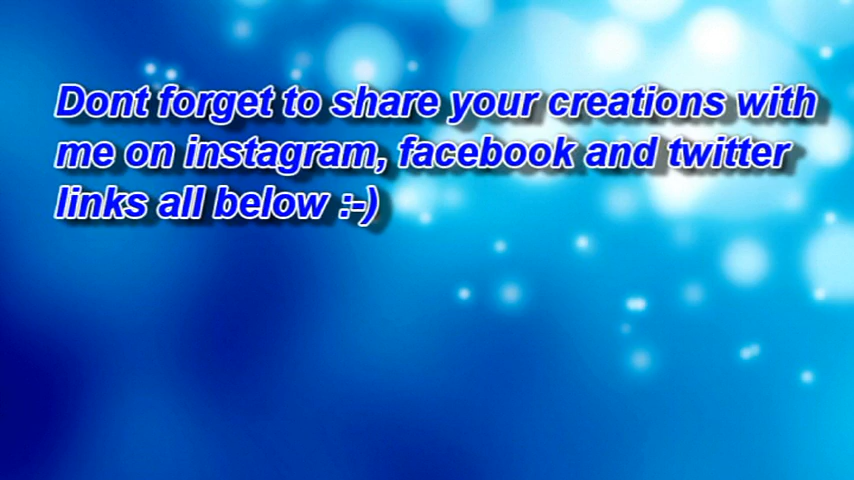 Dont forget to share your creations with
me on instagram, facebook and twitter
links all below :-)